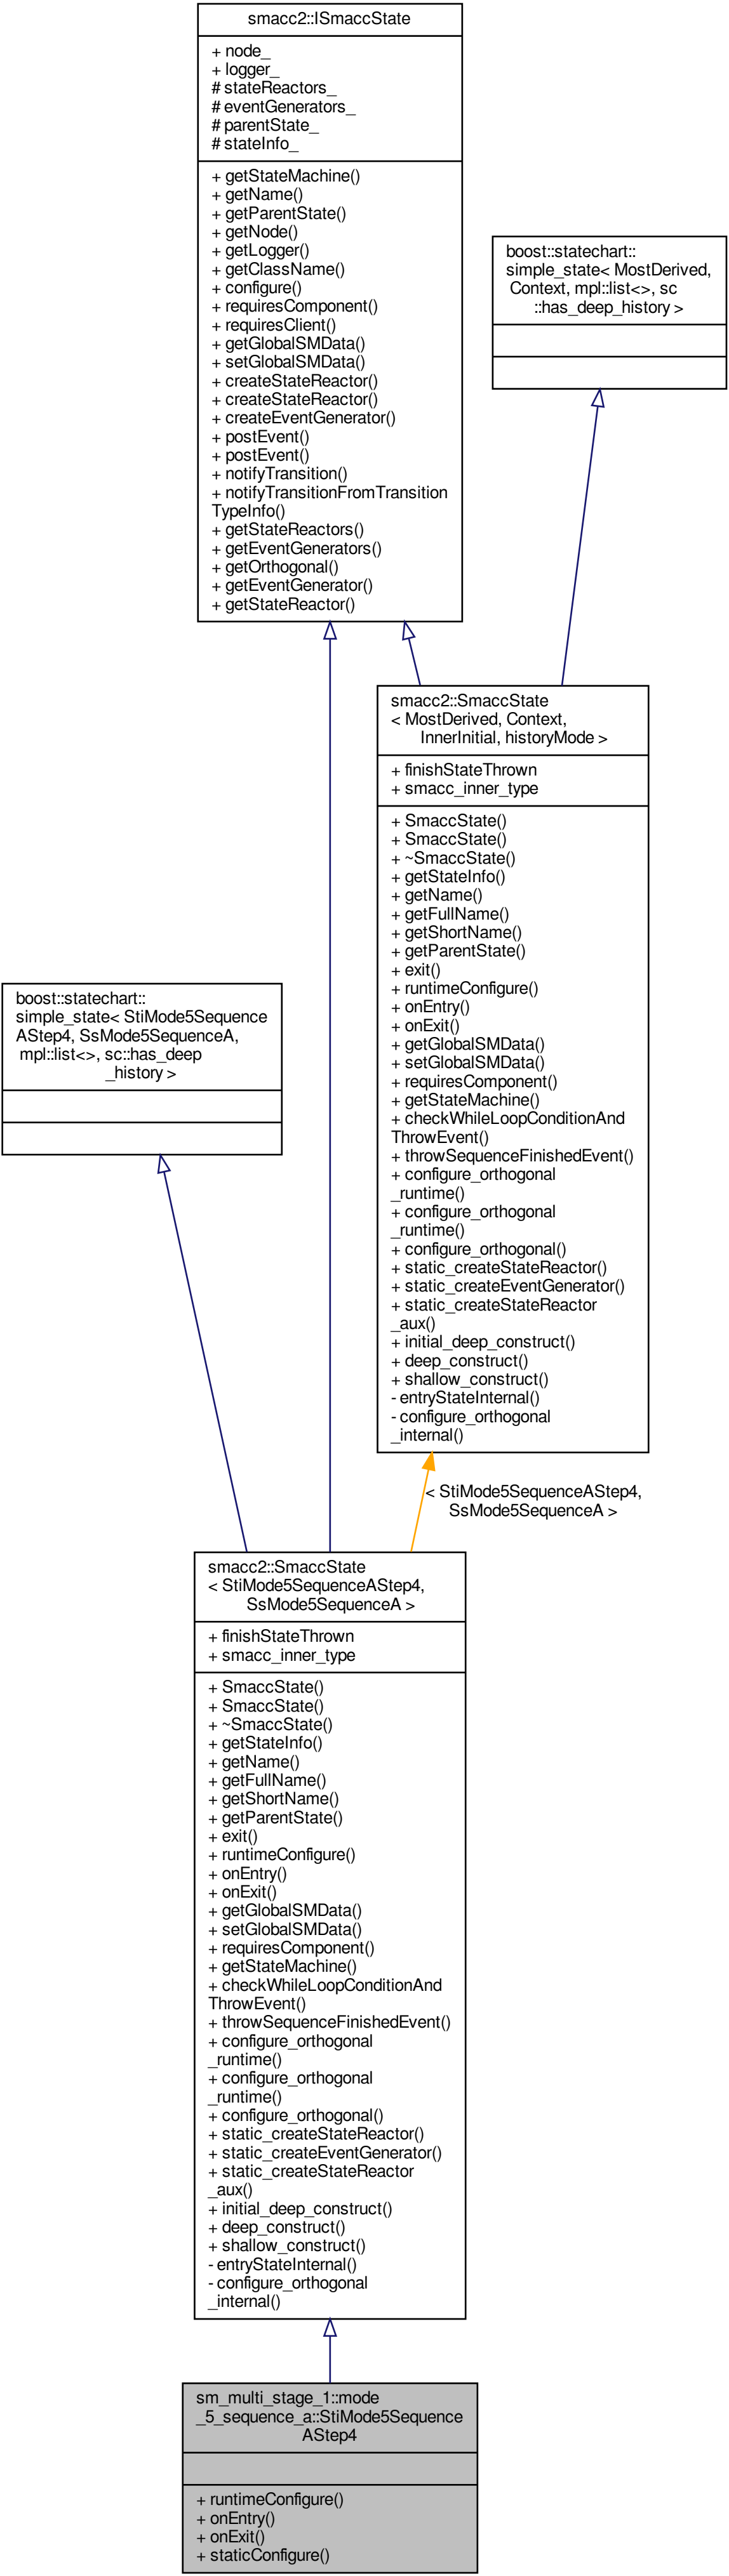 smacc2::ISmaccState
+ node_
+ logger_
# stateReactors_
# eventGenerators_
# parentState_
# stateInfo_
+ getStateMachine()
+ getName()
+ getParentState()
+ getNode()
+ getLogger()
+ getClassName()
+ configure()
+ requiresComponent()
+ requiresClient()
+ getGlobalSMData()
+ setGlobalSMData()
+ createStateReactor()
+ createStateReactor()
+ createEventGenerator()
+ postEvent()
+ postEvent()
+ notifyTransition()
+ notifyTransitionFromTransition
TypeInfo()
+ getStateReactors()
+ getEventGenerators()
+ getOrthogonal()
+ getEventGenerator()
+ getStateReactor()
boost::statechart::
simple_state< MostDerived,
Context, mpl::list<>, sc
::has_deep_history >
smacc2::SmaccState
< MostDerived, Context,
InnerInitial, historyMode >
+ finishStateThrown
+ smacc_inner_type
+ SmaccState()
+ SmaccState()
+ ~SmaccState()
+ getStateInfo()
+ getName()
+ getFullName()
+ getShortName()
+ getParentState()
+ exit()
+ runtimeConfigure()
+ onEntry()
+ onExit()
+ getGlobalSMData()
+ setGlobalSMData()
+ requiresComponent()
+ getStateMachine()
+ checkWhileLoopConditionAnd
ThrowEvent()
+ throwSequenceFinishedEvent()
+ configure_orthogonal
_runtime()
+ configure_orthogonal
_runtime()
+ configure_orthogonal()
+ static_createStateReactor()
+ static_createEventGenerator()
+ static_createStateReactor
_aux()
+ initial_deep_construct()
+ deep_construct()
+ shallow_construct()
- entryStateInternal()
- configure_orthogonal
_internal()
boost::statechart::
simple_state< StiMode5Sequence
AStep4, SsMode5SequenceA,
mpl::list<>, sc::has_deep
_history >
< StiMode5SequenceAStep4,
SsMode5SequenceA >
smacc2::SmaccState
< StiMode5SequenceAStep4,
SsMode5SequenceA >
+ finishStateThrown
+ smacc_inner_type
+ SmaccState()
+ SmaccState()
+ ~SmaccState()
+ getStateInfo()
+ getName()
+ getFullName()
+ getShortName()
+ getParentState()
+ exit()
+ runtimeConfigure()
+ onEntry()
+ onExit()
+ getGlobalSMData()
+ setGlobalSMData()
+ requiresComponent()
+ getStateMachine()
+ checkWhileLoopConditionAnd
ThrowEvent()
+ throwSequenceFinishedEvent()
+ configure_orthogonal
_runtime()
+ configure_orthogonal
_runtime()
+ configure_orthogonal()
+ static_createStateReactor()
+ static_createEventGenerator()
+ static_createStateReactor
_aux()
+ initial_deep_construct()
+ deep_construct()
+ shallow_construct()
- entryStateInternal()
- configure_orthogonal
_internal()
sm_multi_stage_1::mode
_5_sequence_a::StiMode5Sequence
AStep4
+ runtimeConfigure()
+ onEntry()
+ onExit()
+ staticConfigure()